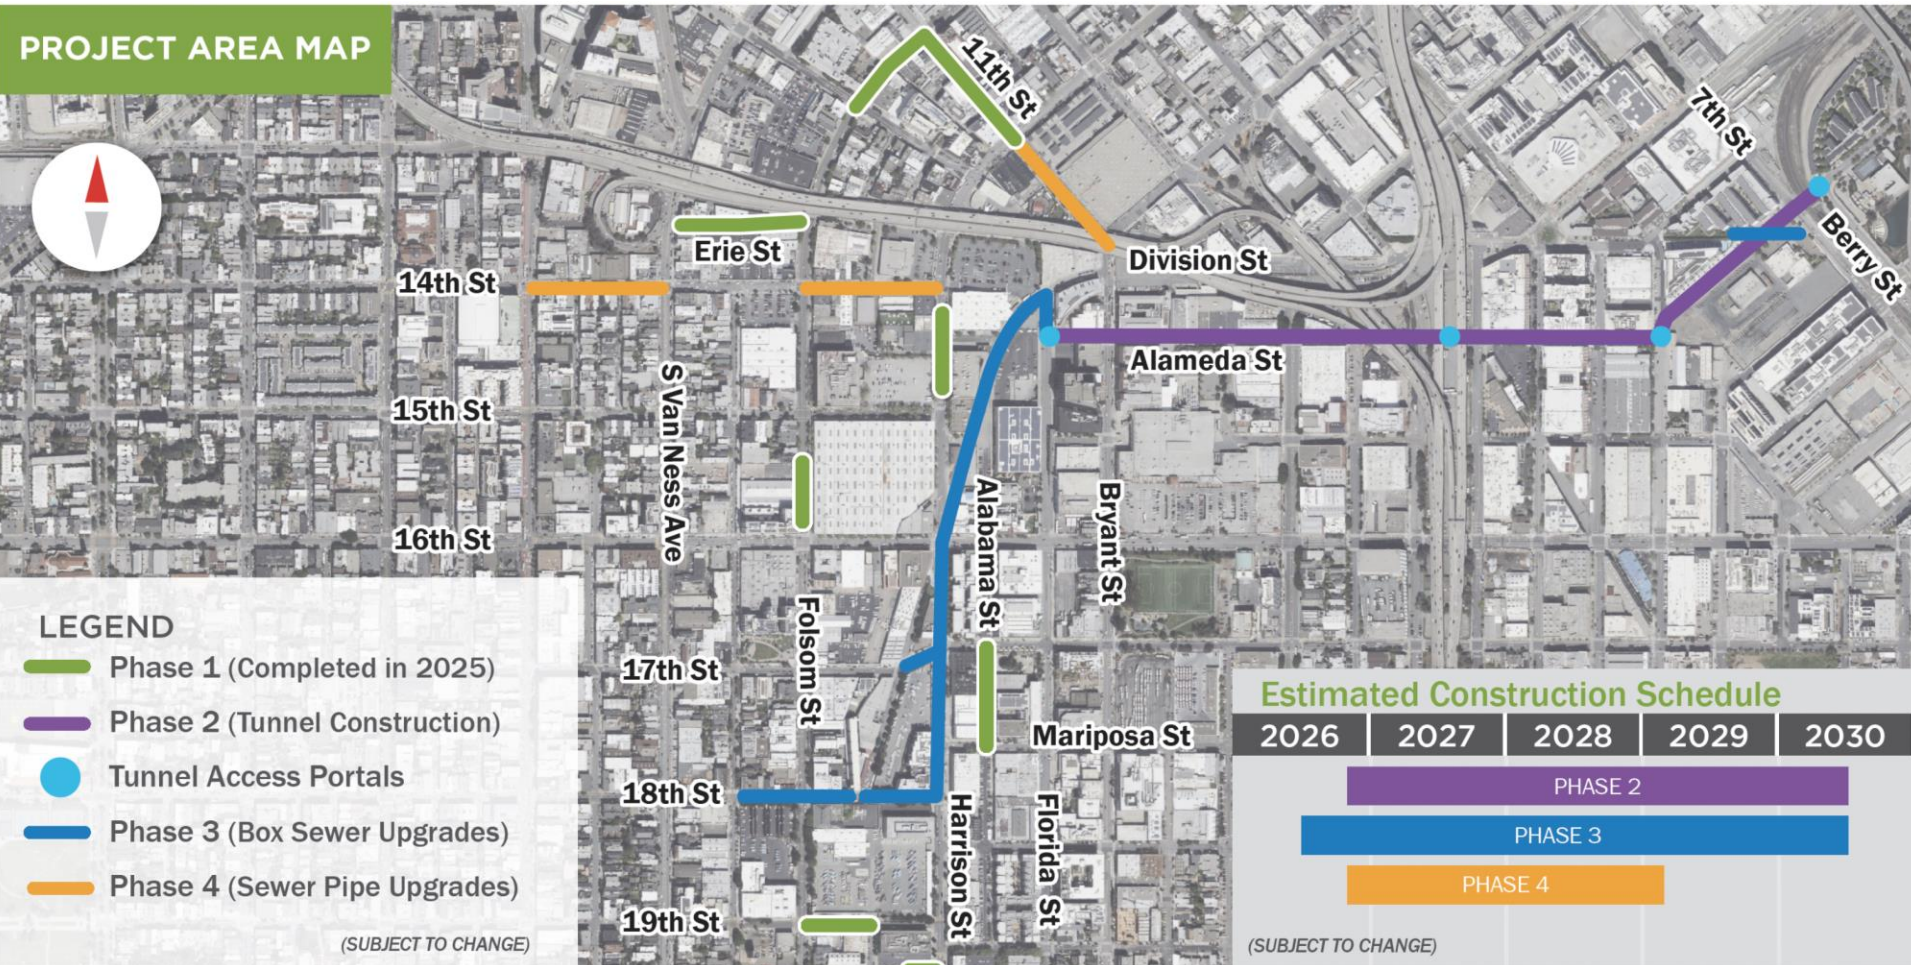 PROJECT AREA MAP
11th St
7th St
Berry St
Erie St
Division St
14th St
Alameda St
15th St
S Van Ness Ave
16th St
Alabama St
Bryant St
Folsom St
17th St
Mariposa St
18th St
Harrison St
Florida St
19th St
LEGEND
Phase 1 (Completed in 2025)
Phase 2 (Tunnel Construction)
Tunnel Access Portals
Phase 3 (Box Sewer Upgrades)
Phase 4 (Sewer Pipe Upgrades)
(SUBJECT TO CHANGE)
Estimated Construction Schedule
2026 2027 2028 2029 2030
PHASE 2
PHASE 3
PHASE 4
(SUBJECT TO CHANGE)